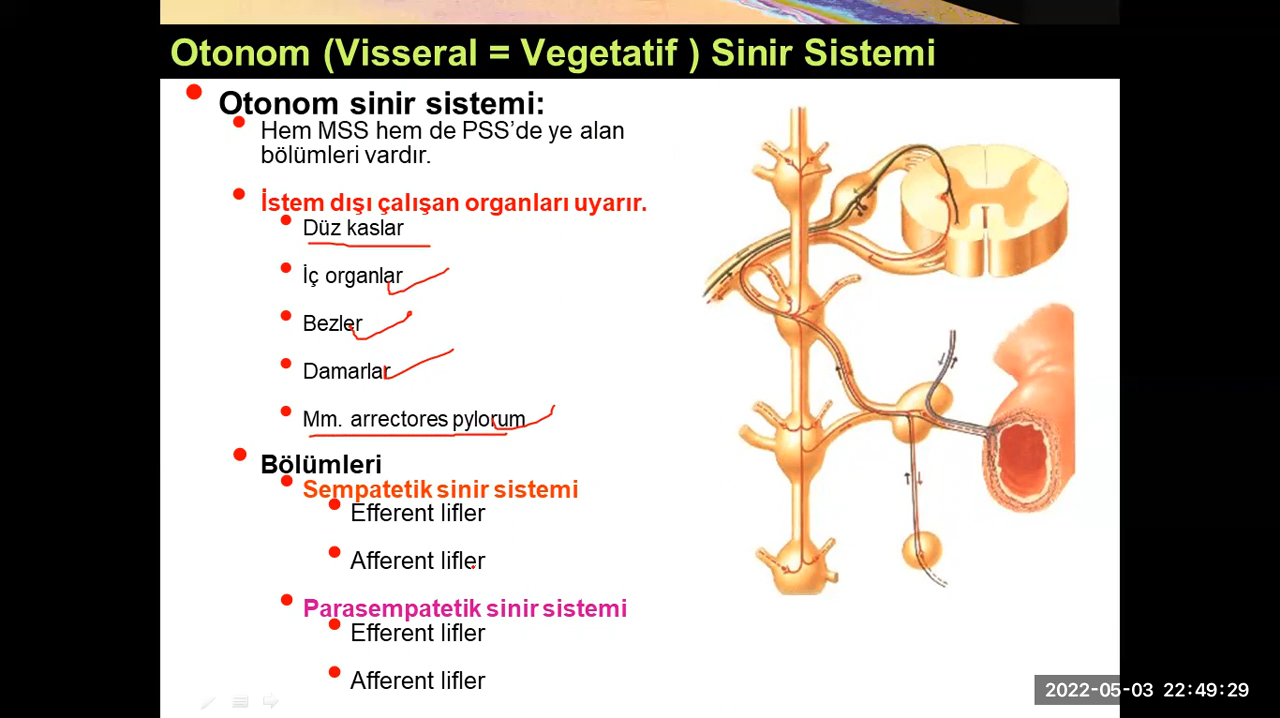 Otonom (Visseral = Vegetatif ) Sinir Sistemi
Otonom sinir sistemi:
Hem MSS hem de PSS’de ye alan
bölümleri vardır.
İstem dışı çalışan organları uyarır.
Düz kaslar
İç organlar
Bezler
Damarlar
Mm. arrectores pylorum
Bölümleri
Sempatetik sinir sistemi
Efferent lifler
Afferent lifler
Parasempatetik sinir sistemi
Efferent lifler
Afferent lifler
2022-05-03 22:49:29